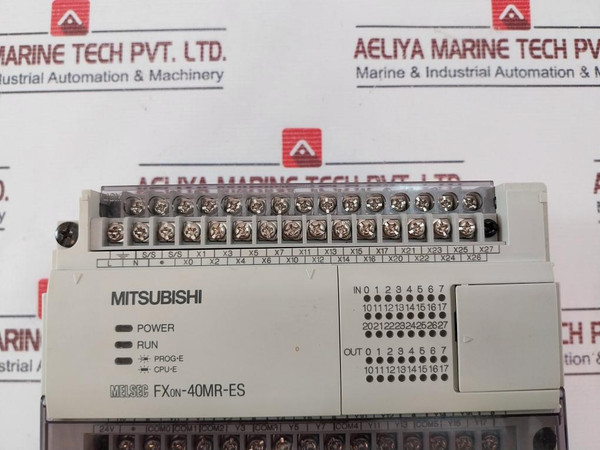 AELIYA MARINE TECH PVT. LTD.
Marine & Industrial Automation & Machinery
MARINE TECH PVT. LTD.
Industrial Automation & Machinery
AELIYA MARINE TECH PVT. LTD.
S/S S/S X1 X3 X5 X7 X11 X13 X15 X17 X21 X23 X25 X27
L N • X0 X2 X4 X6 X10 X12 X14 X16 X20 X22 X24 X26
MITSUBISHI
POWER
RUN
PROG-E
CPU-E
MELSEC FX0N-40MR-ES
IN 0 1 2 3 4 5 6 7
10 11 12 13 14 15 16 17
20 21 22 23 24 25 26 27
OUT 0 1 2 3 4 5 6 7
10 11 12 13 14 15 16 17
24V • COM0 COM1 COM2 Y3 Y5 Y7 COM4 Y11 Y13 Y15 Y17